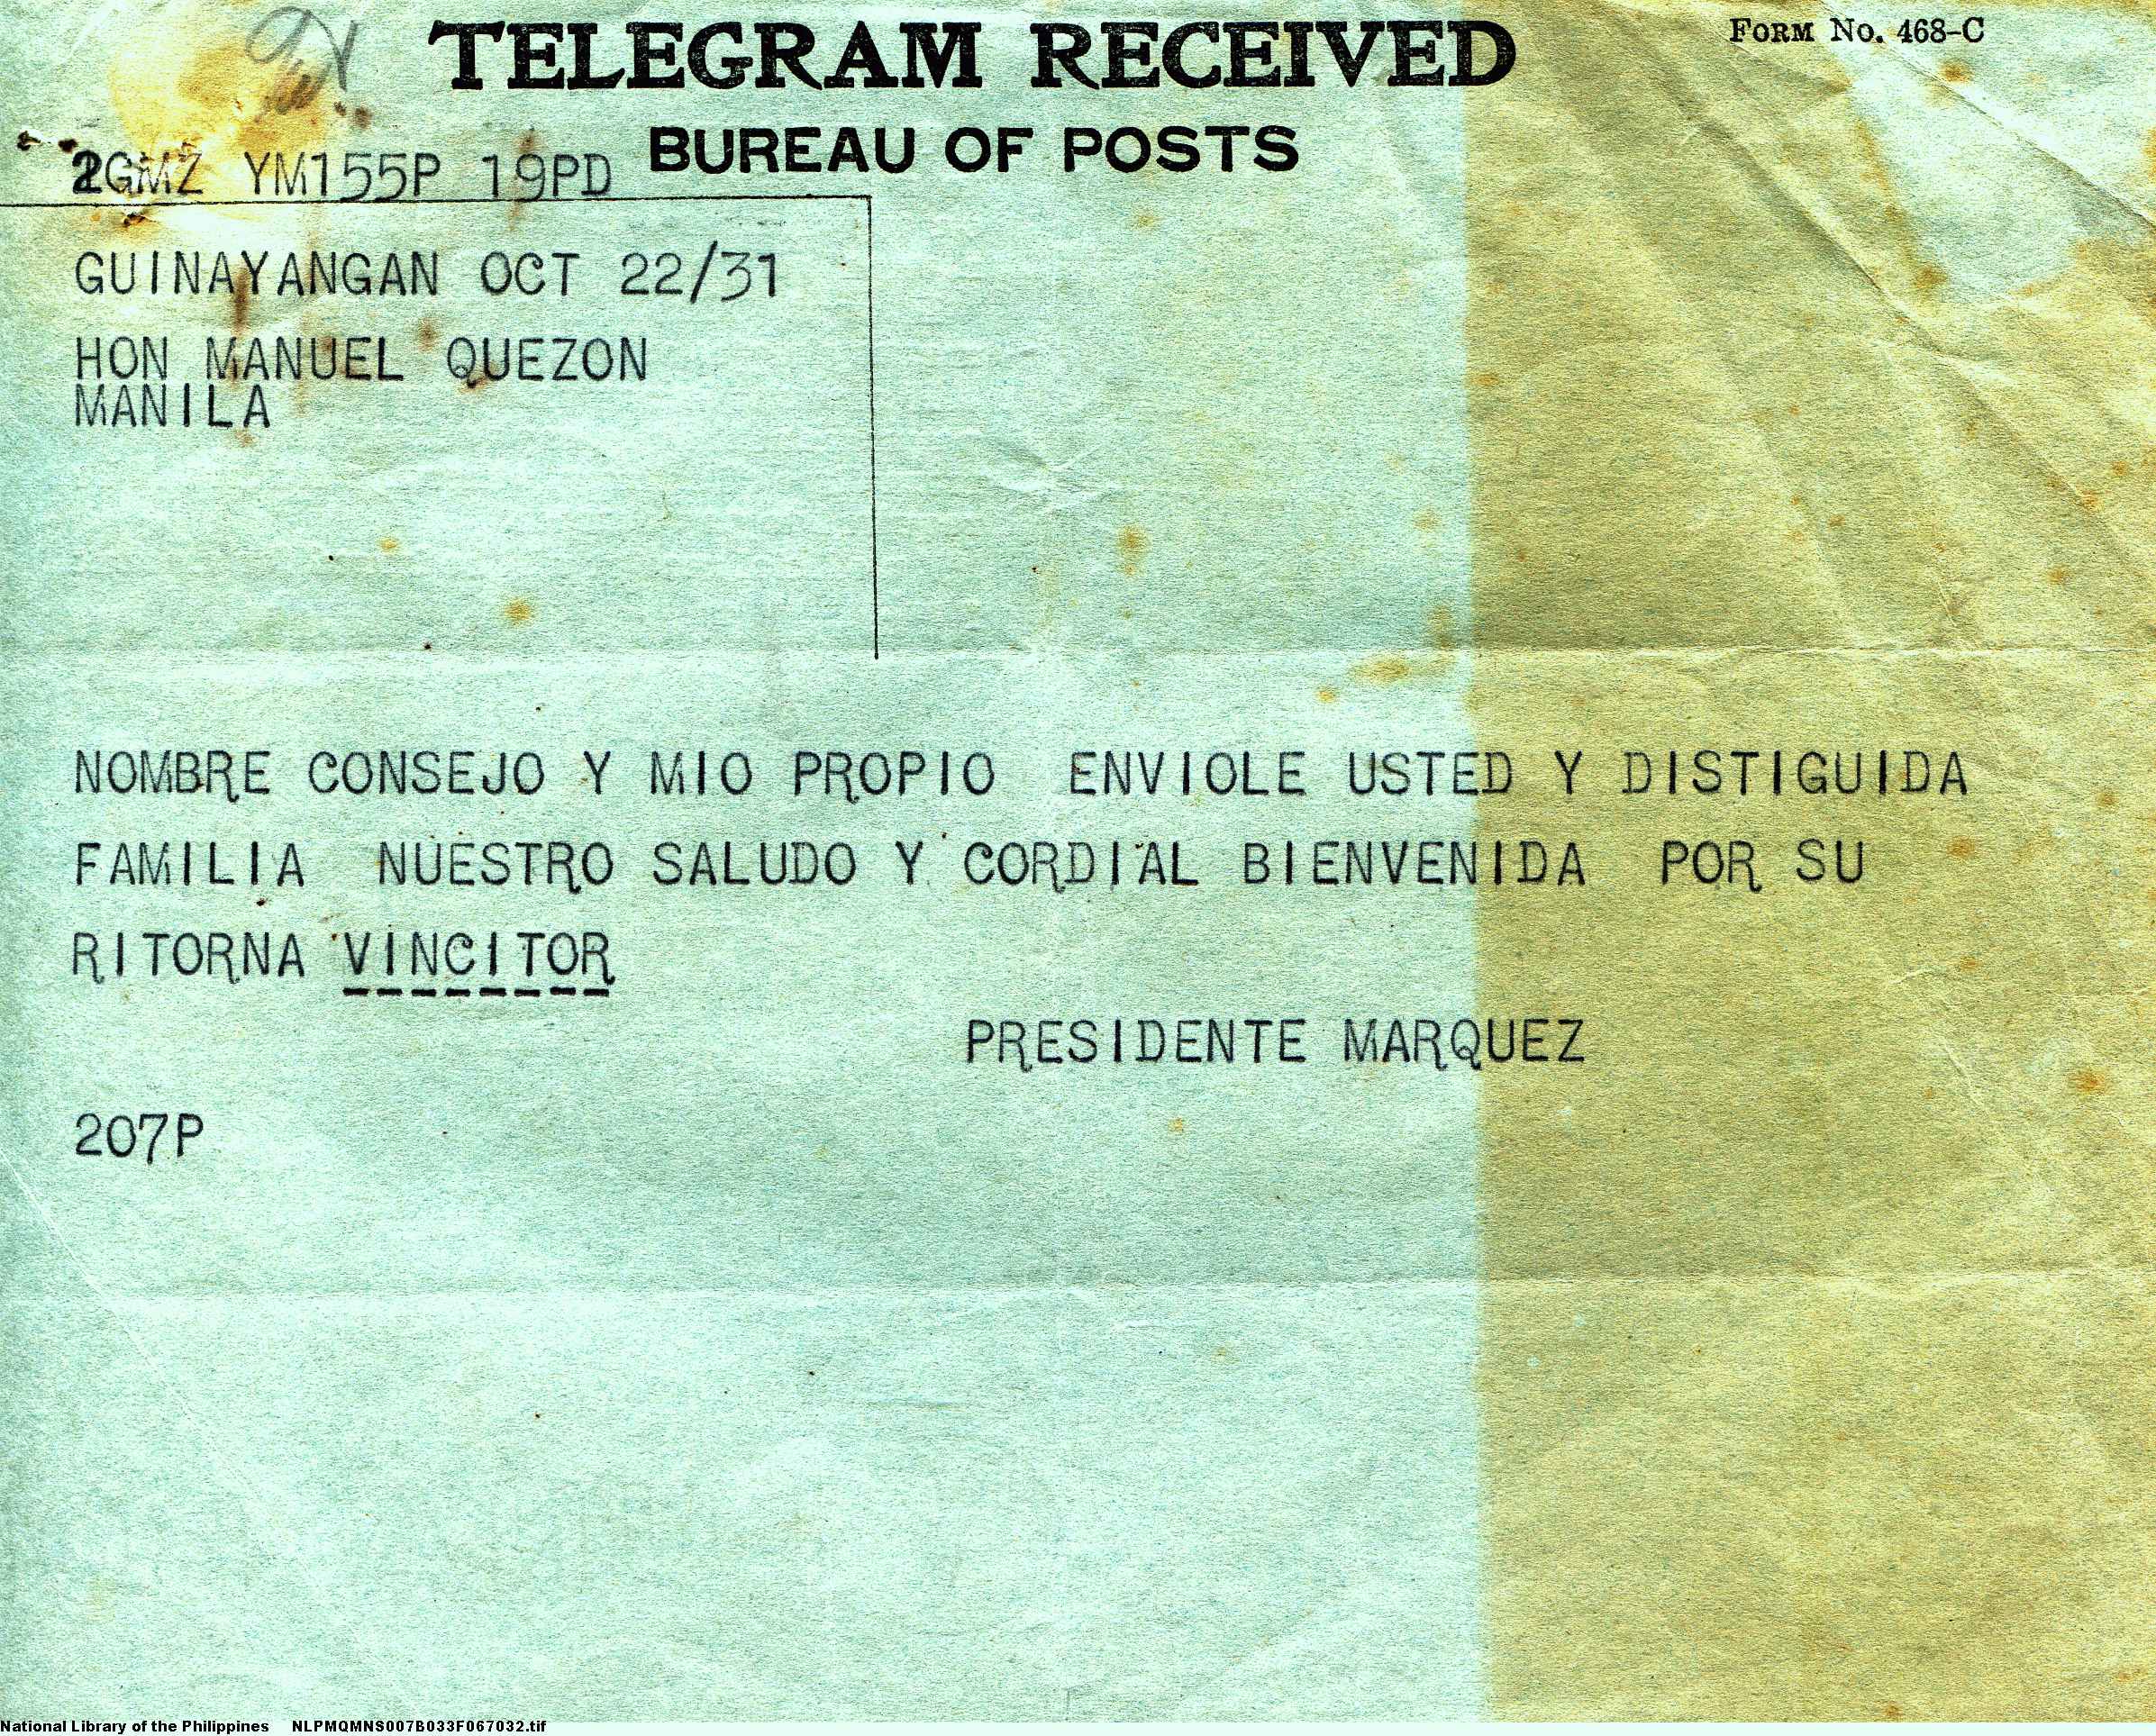 TELEGRAM RECEIVED
FORM No. 468-C
BUREAU OF POSTS
2GMZ YM155P 19PD
GUINAYANGAN OCT 22/31
HON MANUEL QUEZON
MANILA
NOMBRE CONSEJO Y MIO PROPIO ENVIOLE USTED Y DISTIGUIDA
FAMILIA NUESTRO SALUDO Y CORDIAL BIENVENIDA POR SU
RITORNA VINCITOR
PRESIDENTE MARQUEZ
207P
National Library of the Philippines NLPMQMNS007B033F067032.tif